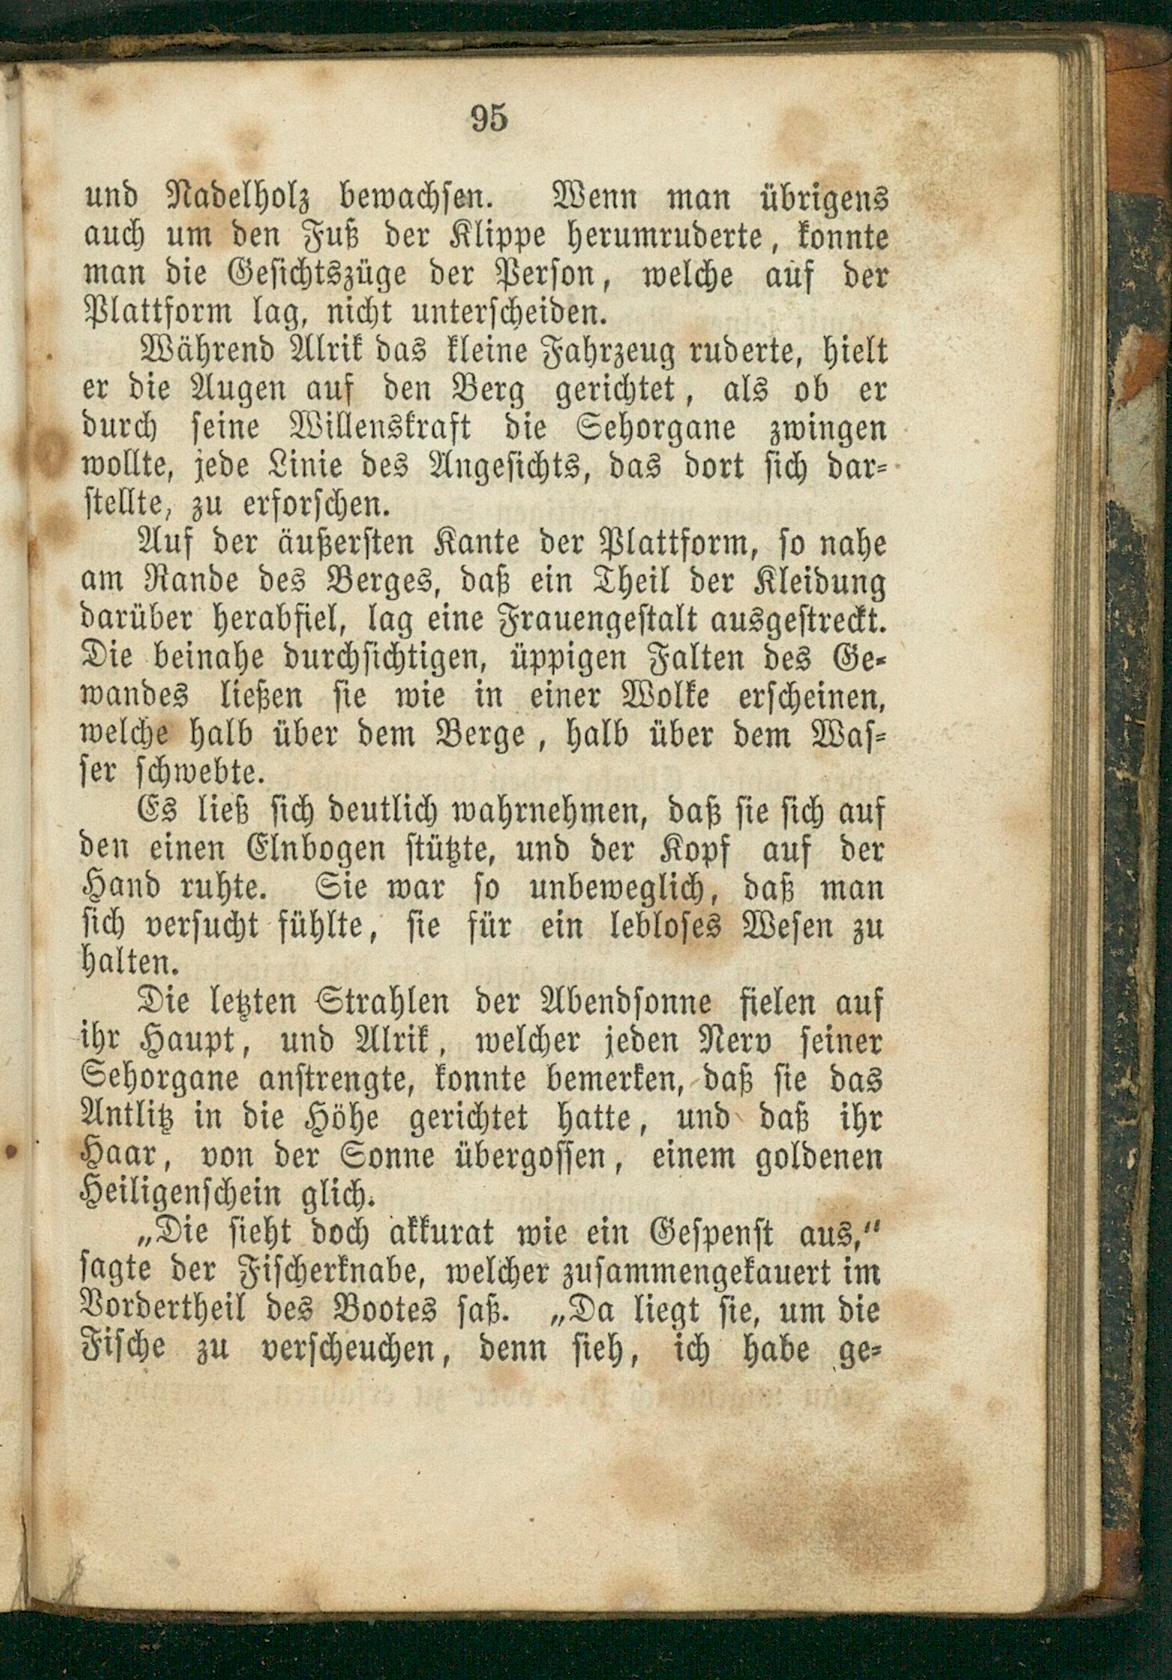 95
und Nadelholz bewachsen. Wenn man übrigens
auch um den Fuß der Klippe herumruderte, konnte
man die Gesichtszüge der Person, welche auf der
Plattform lag, nicht unterscheiden.
Während Alrik das kleine Fahrzeug ruderte, hielt
er die Augen auf den Berg gerichtet, als ob er
durch seine Willenskraft die Sehorgane zwingen
wollte, jede Linie des Angesichts, das dort sich dar-
stellte, zu erforschen.
Auf der äußersten Kante der Plattform, so nahe
am Rande des Berges, daß ein Theil der Kleidung
darüber herabfiel, lag eine Frauengestalt ausgestreckt.
Die beinahe durchsichtigen, üppigen Falten des Ge-
wandes ließen sie wie in einer Wolke erscheinen,
welche halb über dem Berge, halb über dem Was-
ser schwebte.
Es ließ sich deutlich wahrnehmen, daß sie sich auf
den einen Elnbogen stützte, und der Kopf auf der
Hand ruhte. Sie war so unbeweglich, daß man
sich versucht fühlte, sie für ein lebloses Wesen zu
halten.
Die letzten Strahlen der Abendsonne fielen auf
ihr Haupt, und Alrik, welcher jeden Nerv seiner
Sehorgane anstrengte, konnte bemerken, daß sie das
Antlitz in die Höhe gerichtet hatte, und daß ihr
Haar, von der Sonne übergossen, einem goldenen
Heiligenschein glich.
„Die sieht doch akkurat wie ein Gespenst aus,“
sagte der Fischerknabe, welcher zusammengekauert im
Vordertheil des Bootes saß. „Da liegt sie, um die
Fische zu verscheuchen, denn sieh, ich habe ge-